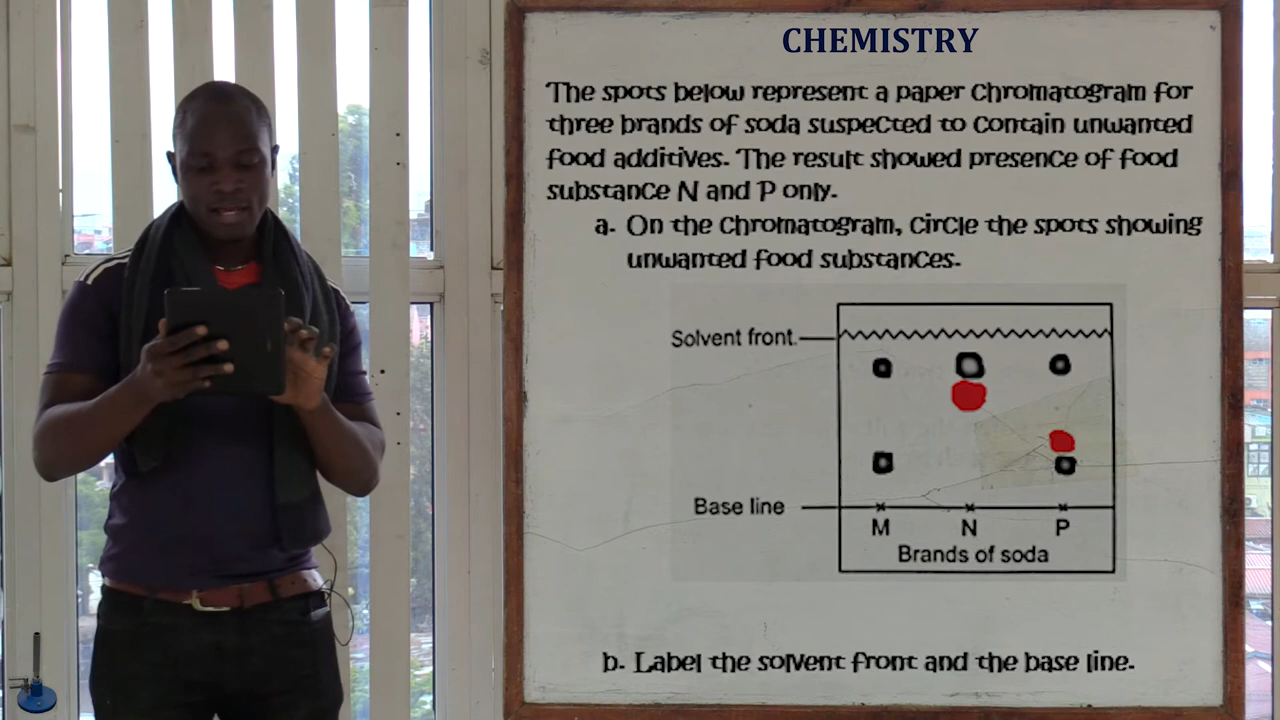 CHEMISTRY
The spots below represent a paper Chromatogram for
three brands of soda suspected to contain unwanted
food additives. The result showed presence of food
substance N and P only.
a. On the Chromatogram, circle the spots showing
unwanted food substances.
Solvent front.
Base line
M N P
Brands of soda
b. Label the solvent front and the base line.